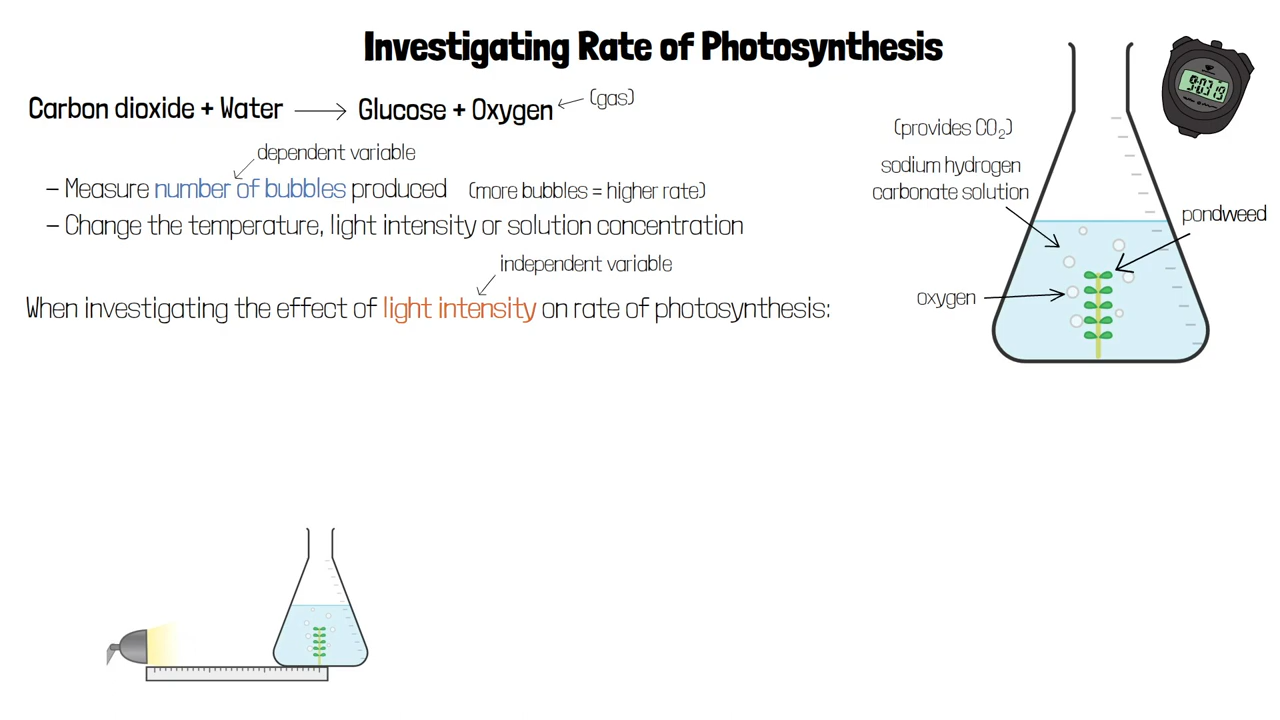 Investigating Rate of Photosynthesis
Carbon dioxide + Water ⟶ Glucose + Oxygen
(gas)
dependent variable
– Measure number of bubbles produced (more bubbles = higher rate)
– Change the temperature, light intensity or solution concentration
independent variable
When investigating the effect of light intensity on rate of photosynthesis:
(provides CO₂)
sodium hydrogen
carbonate solution
pondweed
oxygen